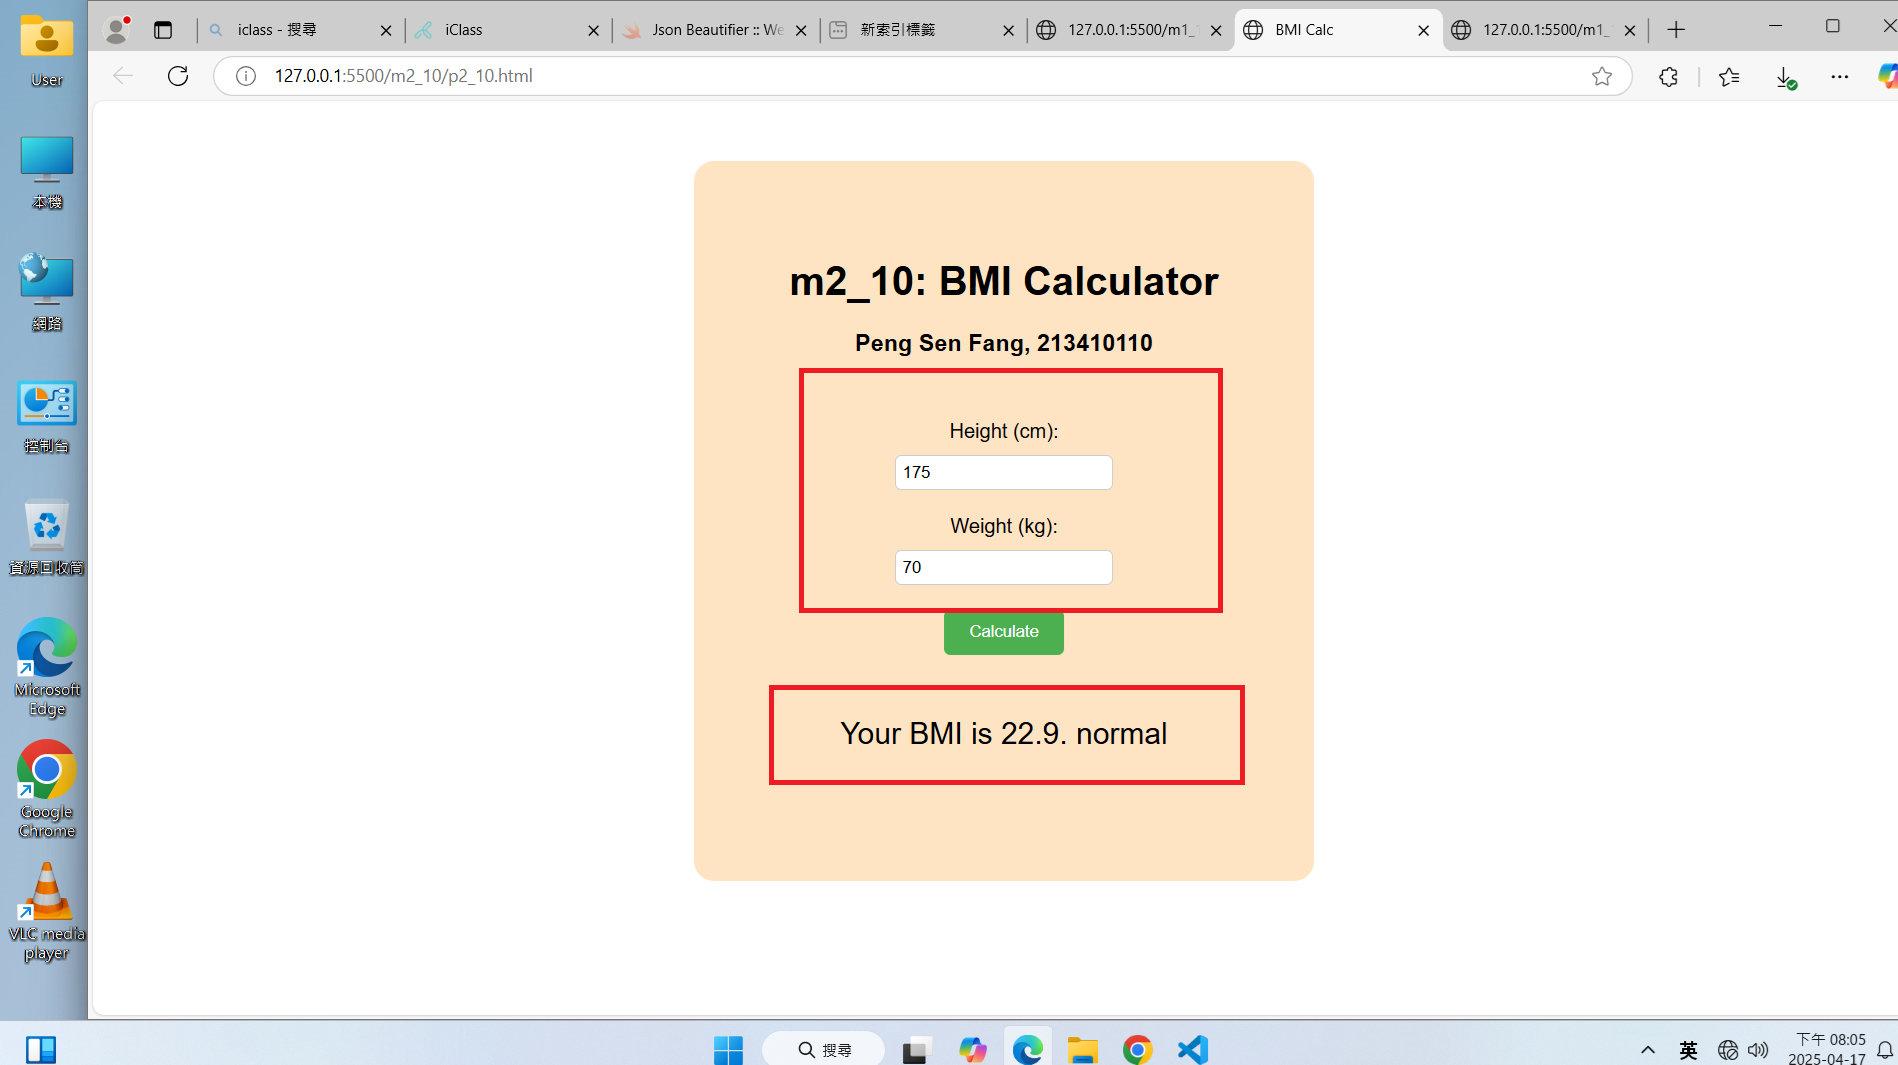 iclass - 搜尋
iClass
Json Beautifier :: We
新索引標籤
127.0.0.1:5500/m1_1
BMI Calc
127.0.0.1:5500/m1_
127.0.0.1:5500/m2_10/p2_10.html
User
本機
網路
控制台
資源回收筒
Microsoft
Edge
Google
Chrome
VLC media
player
m2_10: BMI Calculator
Peng Sen Fang, 213410110
Height (cm):
175
Weight (kg):
70
Calculate
Your BMI is 22.9. normal
搜尋
英
下午 08:05
2025-04-17